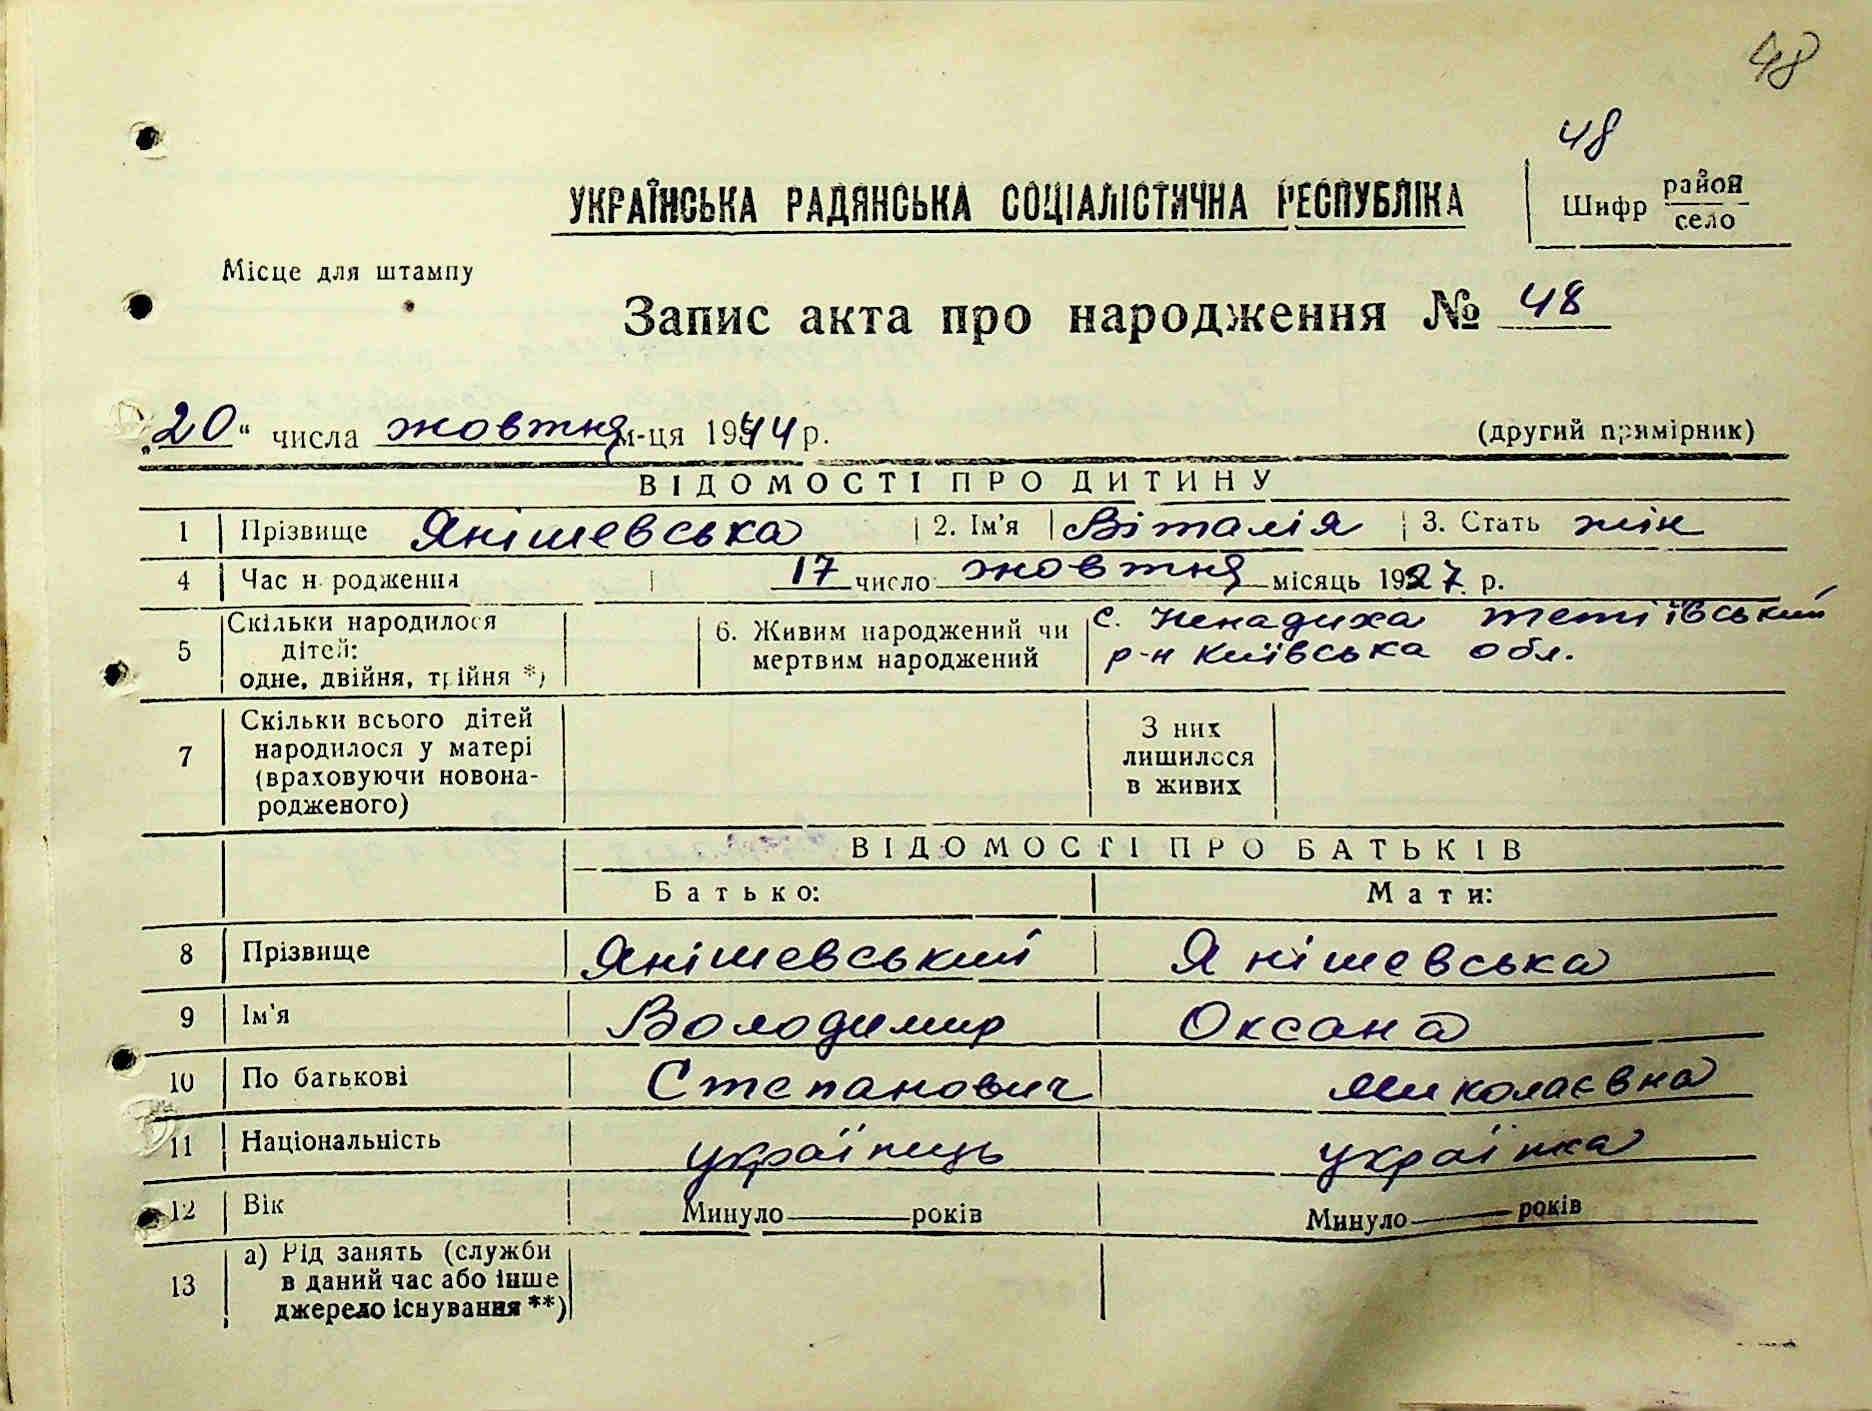 48
48
УКРАЇНСЬКА РАДЯНСЬКА СОЦІАЛІСТИЧНА РЕСПУБЛІКА
Шифр район
село
Місце для штампу
Запис акта про народження № 48
„20“ числа жовтня м-ця 1944 р. (другий примірник)
ВІДОМОСТІ ПРО ДИТИНУ
1 Прізвище Янішевська 2. Ім'я Віталія 3. Стать жін
4 Час народження 17 число жовтня місяць 1927 р.
5 Скільки народилося дітей: одне, двійня, трійня *)
6. Живим народжений чи мертвим народжений
с. Ненадиха тетіївський
р-н Київська обл.
7 Скільки всього дітей народилося у матері (враховуючи новонародженого)
З них лишилося в живих
ВІДОМОСТІ ПРО БАТЬКІВ
Батько: Мати:
8 Прізвище Янішевський Янішевська
9 Ім'я Володимир Оксана
10 По батькові Степанович Миколаєвна
11 Національність українець українка
12 Вік Минуло — років Минуло — років
13 а) Рід занять (служби
в даний час або інше
джерело існування **)